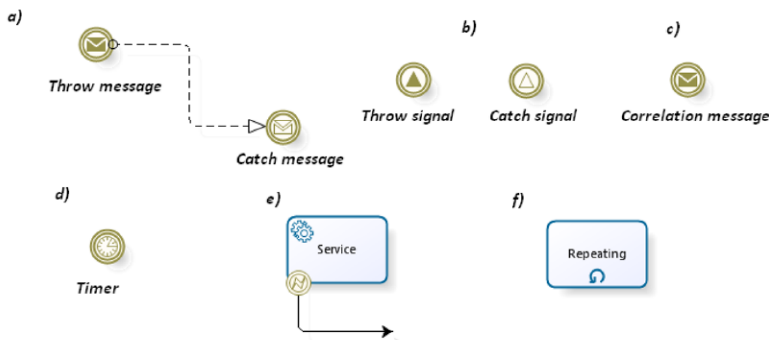 a)
b)
c)
Throw message
Catch message
Throw signal
Catch signal
Correlation message
d)
e)
f)
Timer
Service
Repeating